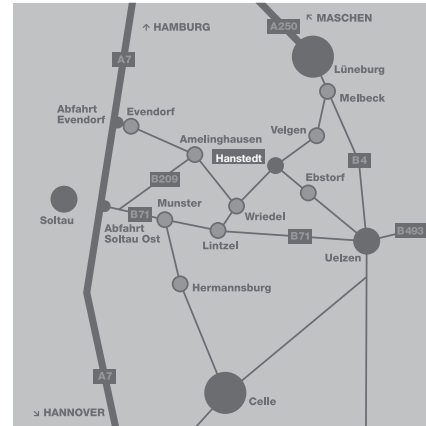 ↖ MASCHEN
↑ HAMBURG
A250
A7
Lüneburg
Abfahrt
Evendorf
Evendorf
Melbeck
Velgen
Amelinghausen
Hanstedt
B4
B209
Ebstorf
Munster
Soltau
B71
Wriedel
Abfahrt
Soltau Ost
Lintzel
B71
B493
Uelzen
Hermannsburg
A7
Celle
↘ HANNOVER